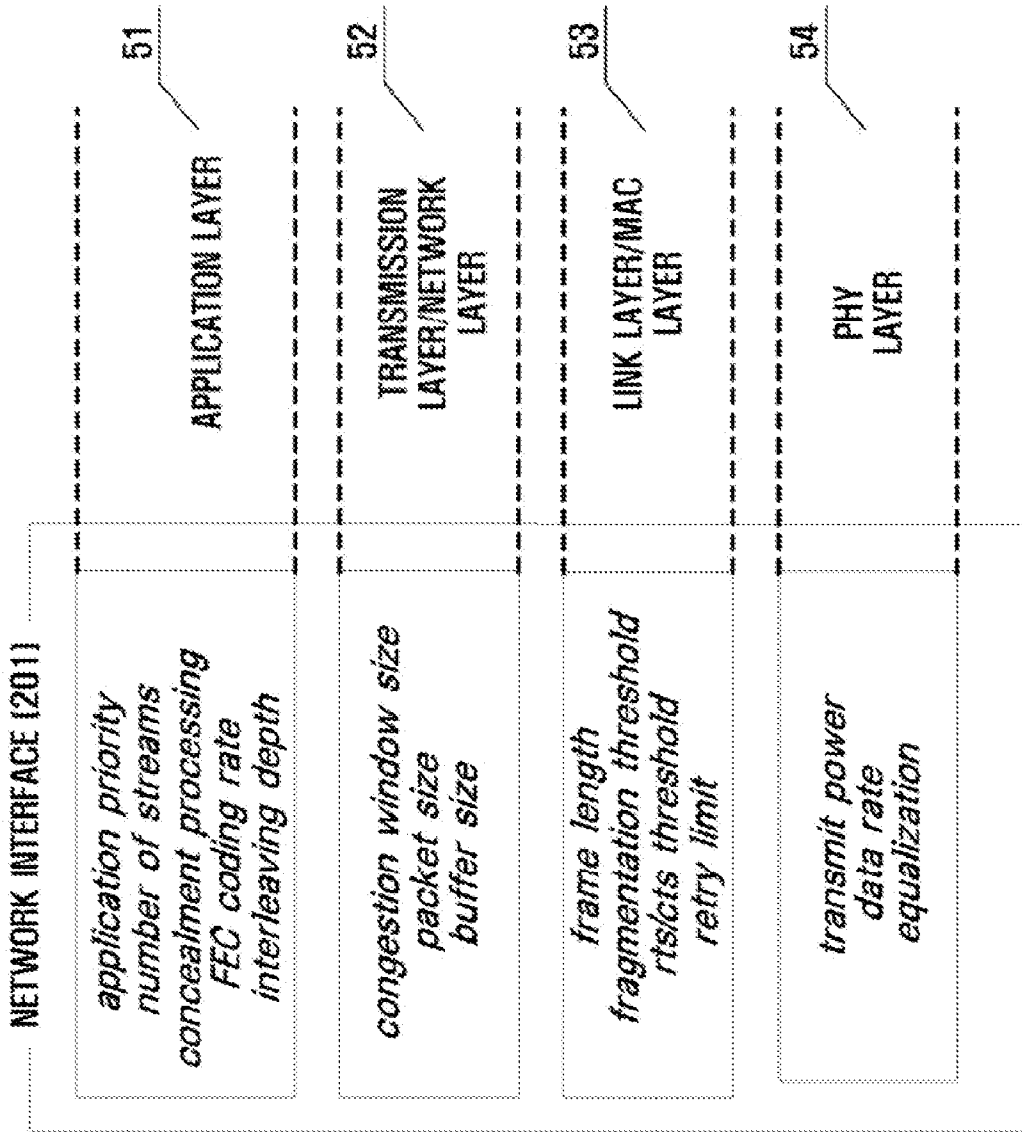 NETWORK INTERFACE (201)
application priority
number of streams
concealment processing
FEC coding rate
interleaving depth
APPLICATION LAYER
51
congestion window size
packet size
buffer size
TRANSMISSION
LAYER/NETWORK
LAYER
52
frame length
fragmentation threshold
rts/cts threshold
retry limit
LINK LAYER/MAC
LAYER
53
transmit power
data rate
equalization
PHY
LAYER
54